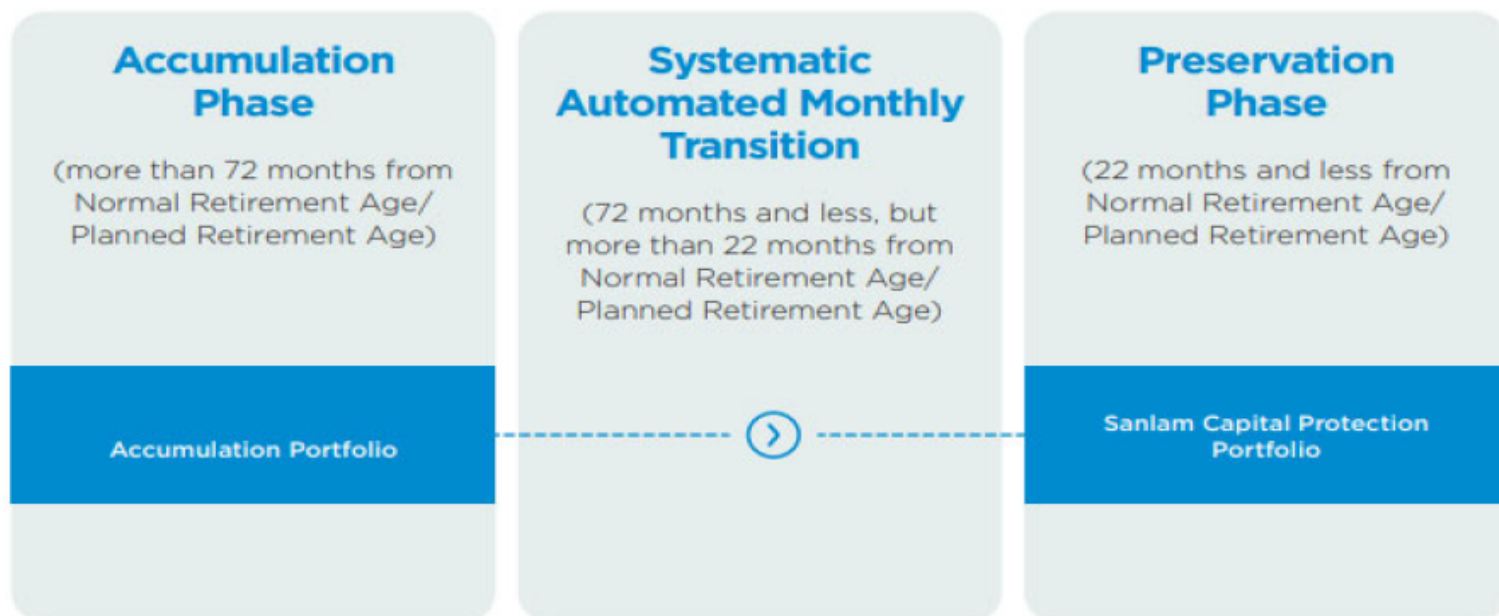 Accumulation
Phase
(more than 72 months from
Normal Retirement Age/
Planned Retirement Age)
Accumulation Portfolio
Systematic
Automated Monthly
Transition
(72 months and less, but
more than 22 months from
Normal Retirement Age/
Planned Retirement Age)
Preservation
Phase
(22 months and less from
Normal Retirement Age/
Planned Retirement Age)
Sanlam Capital Protection
Portfolio